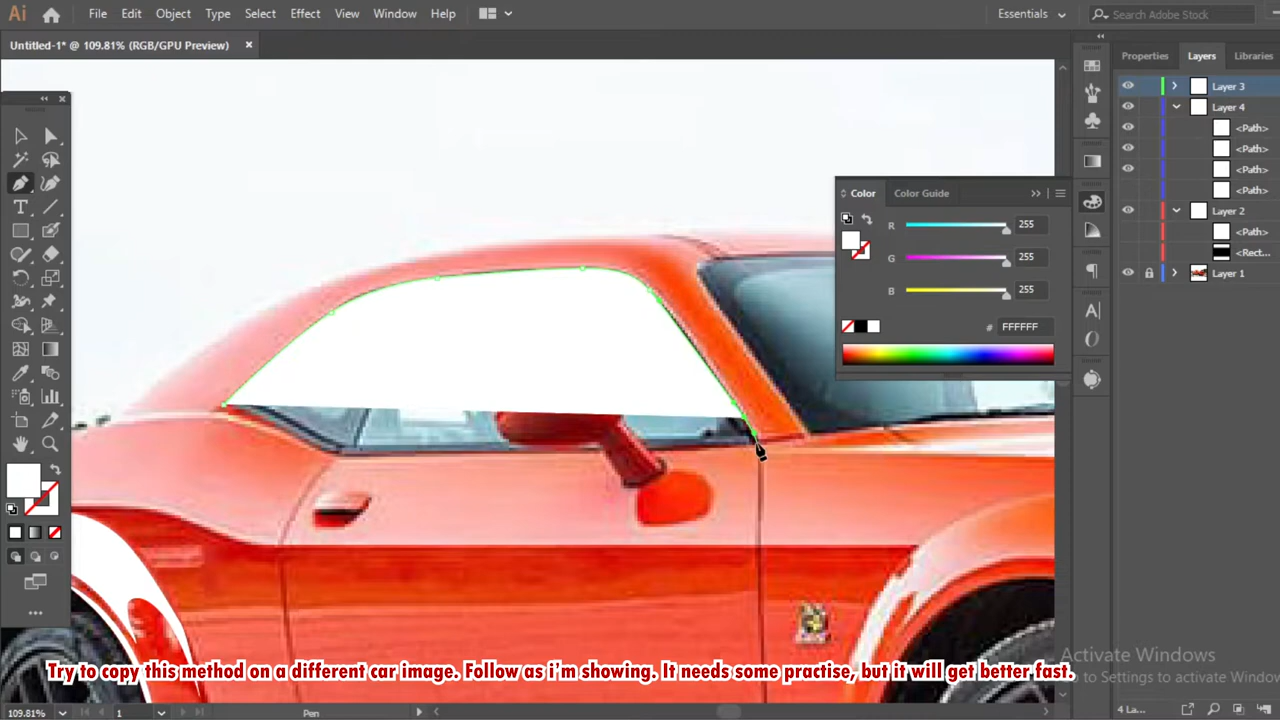 Ai File Edit Object Type Select Effect View Window Help Essentials Search Adobe Stock
Untitled-1* @ 109.81% (RGB/GPU Preview)
Properties Layers Libraries
Layer 3
Layer 4
<Path>
<Path>
<Path>
<Path>
Layer 2
<Path>
<Rect...
Layer 1
Color Color Guide
R 255
G 255
B 255
# FFFFFF
Activate Windows
Go to Settings to activate Window
Try to copy this method on a different car image. Follow as i'm showing. It needs some practise, but it will get better fast.
109.81% 1 Pen 4 La...